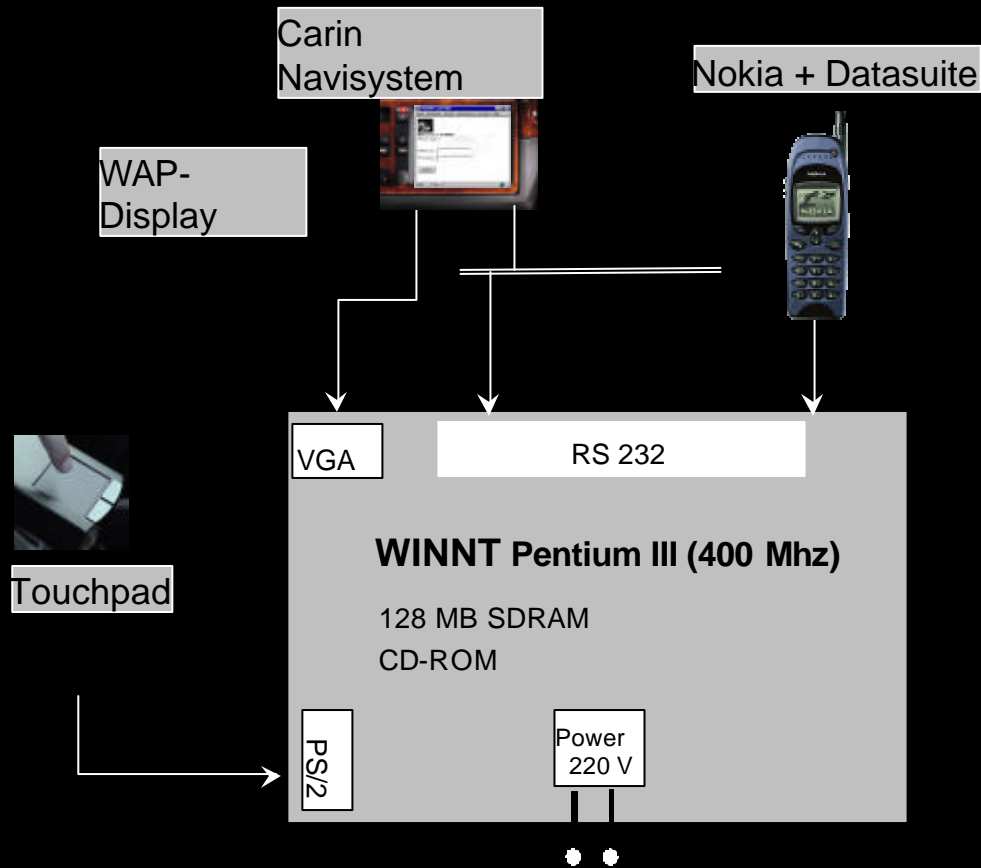 Carin
Navisystem
Nokia + Datasuite
WAP-
Display
VGA
RS 232
WINNT Pentium III (400 Mhz)
Touchpad
128 MB SDRAM
CD-ROM
PS/2
Power
220 V